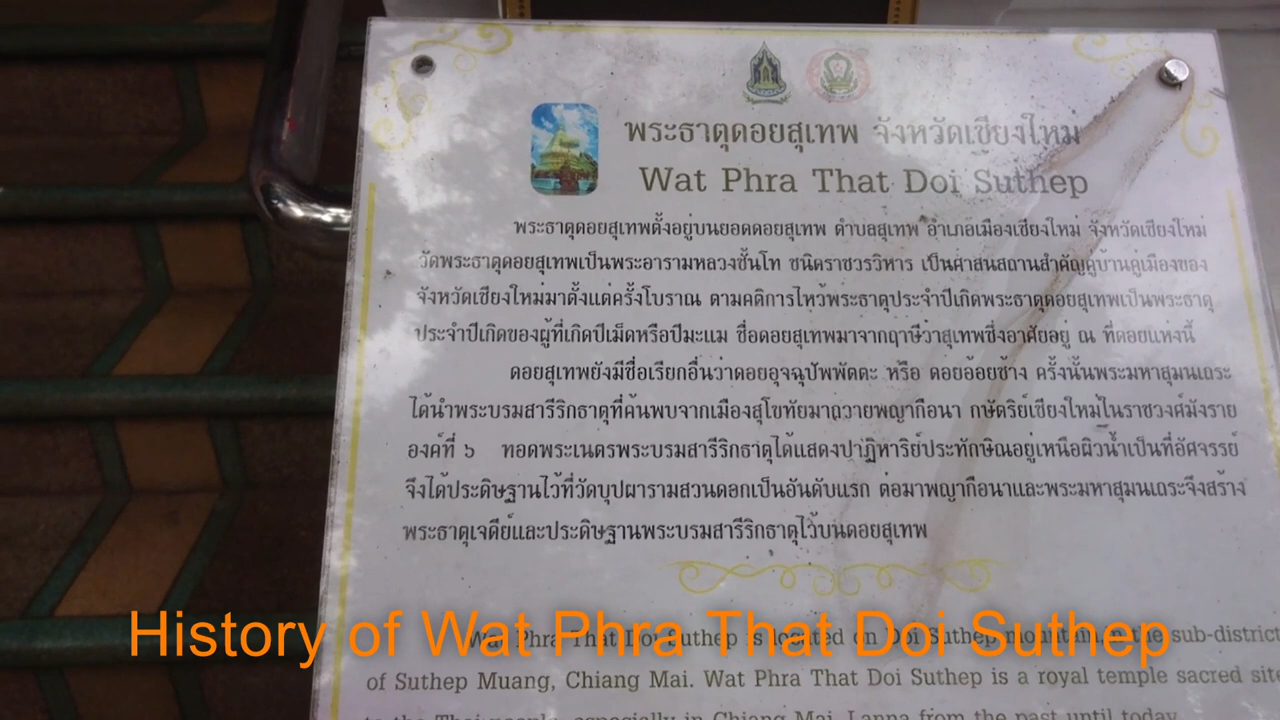 พระธาตุดอยสุเทพ จังหวัดเชียงใหม่
Wat Phra That Doi Suthep
พระธาตุดอยสุเทพตั้งอยู่บนยอดดอยสุเทพ ตำบลสุเทพ อำเภอเมืองเชียงใหม่ จังหวัดเชียงใหม่
วัดพระธาตุดอยสุเทพเป็นพระอารามหลวงชั้นโท ชนิดราชวรวิหาร เป็นศาสนสถานสำคัญคู่บ้านคู่เมืองของ
จังหวัดเชียงใหม่มาตั้งแต่ครั้งโบราณ ตามคติการไหว้พระธาตุประจำปีเกิดพระธาตุดอยสุเทพเป็นพระธาตุ
ประจำปีเกิดของผู้ที่เกิดปีเม็ดหรือปีมะแม ชื่อดอยสุเทพมาจากฤาษีวาสุเทพซึ่งอาศัยอยู่ ณ ที่ดอยแห่งนี้
ดอยสุเทพยังมีชื่อเรียกอื่นว่าดอยอุจฉุปัพพัตตะ หรือ ดอยอ้อยช้าง ครั้งนั้นพระมหาสุมนเถระ
ได้นำพระบรมสารีริกธาตุที่ค้นพบจากเมืองสุโขทัยมาถวายพญากือนา กษัตริย์เชียงใหม่ในราชวงศ์มังราย
องค์ที่ ๖ ทอดพระเนตรพระบรมสารีริกธาตุได้แสดงปาฏิหาริย์ประทักษิณอยู่เหนือผิวน้ำเป็นที่อัศจรรย์
จึงได้ประดิษฐานไว้ที่วัดบุปผารามสวนดอกเป็นอันดับแรก ต่อมาพญากือนาและพระมหาสุมนเถระจึงสร้าง
พระธาตุเจดีย์และประดิษฐานพระบรมสารีริกธาตุไว้บนดอยสุเทพ
History of Wat Phra That Doi Suthep
Wat Phra That Doi Suthep is located on Doi Suthep mountain, in the sub-district
of Suthep Muang, Chiang Mai. Wat Phra That Doi Suthep is a royal temple sacred site
to the Thai people, especially in Chiang Mai, Lanna from the past until today.